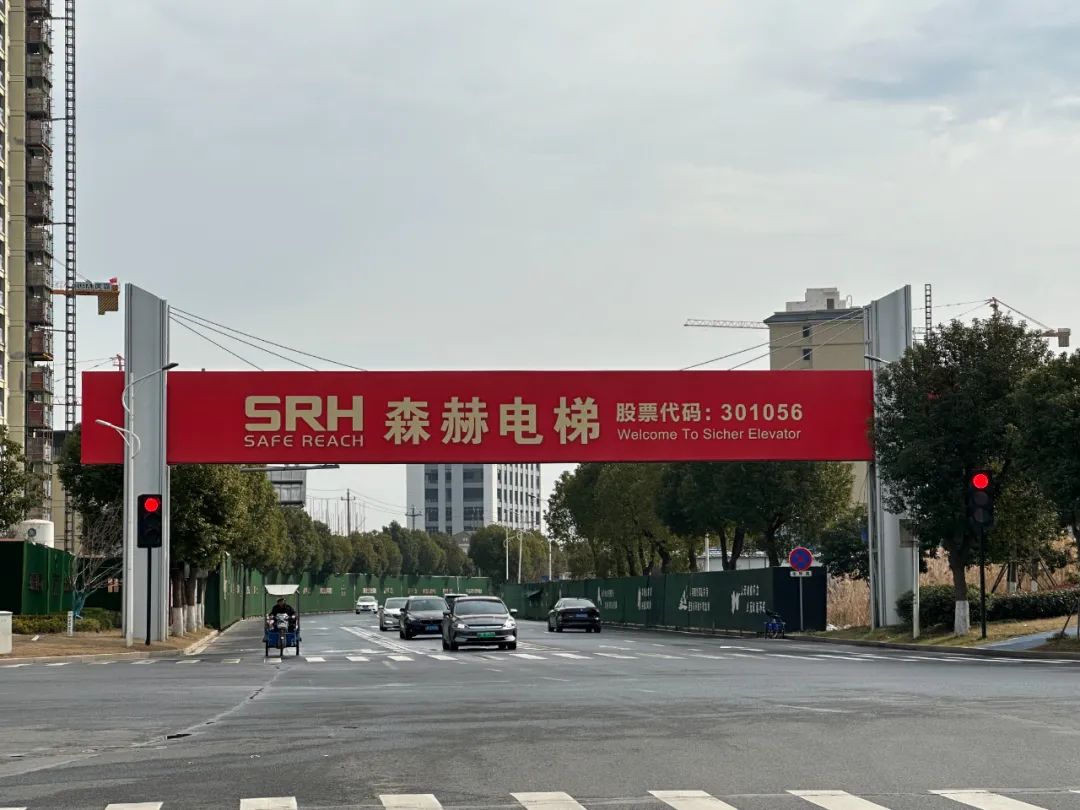 SRH
SAFE REACH
森赫电梯
股票代码：301056
Welcome To Sicher Elevator